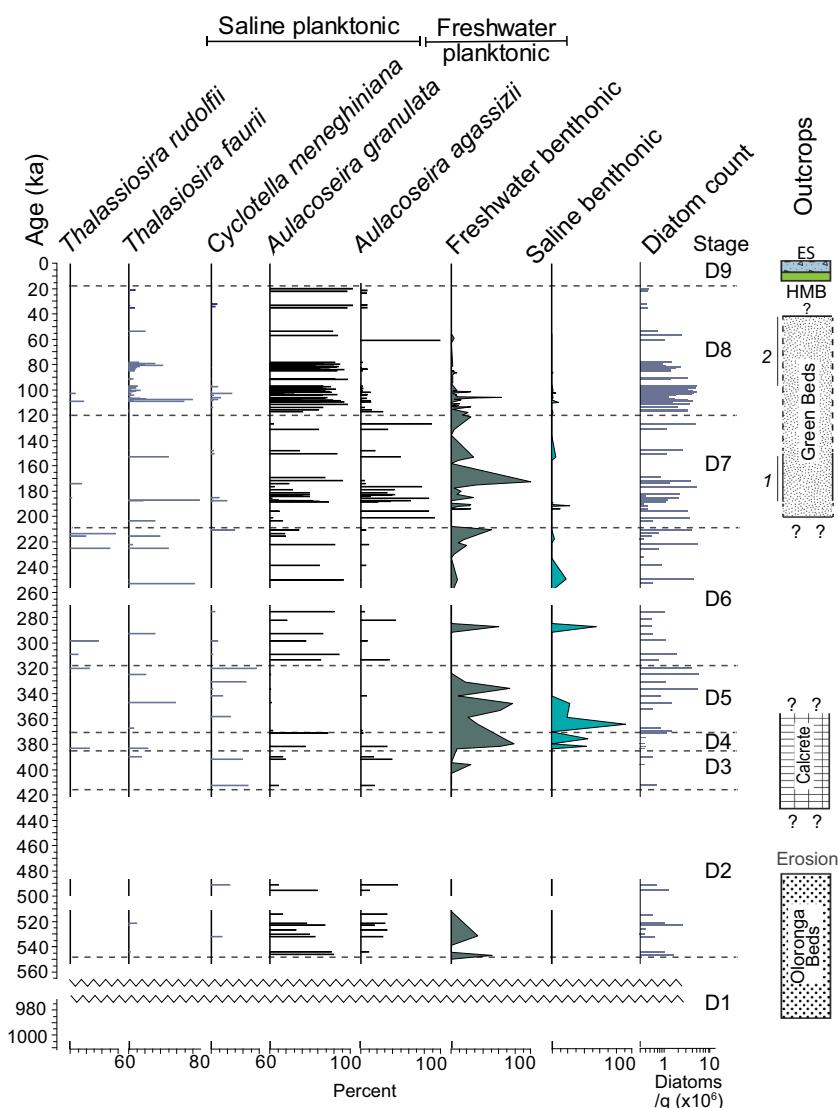 Saline planktonic
Freshwater
planktonic
Thalassiosira rudolfii
Thalasiosira faurii
Cyclotella meneghiniana
Aulacoseira granulata
Aulacoseira agassizii
Freshwater benthonic
Saline benthonic
Diatom count
Outcrops
Age (ka)
Stage
0
20
40
60
80
100
120
140
160
180
200
220
240
260
280
300
320
340
360
380
400
420
440
460
480
500
520
540
560
980
1000
D9
D8
D7
D6
D5
D4
D3
D2
D1
ES
HMB
?
2
Green Beds
1
? ?
? ?
Calcrete
? ?
Erosion
Oloronga
Beds
60 80 60 100 100 100 100 1 10
Percent
Diatoms
/g (x10⁶)